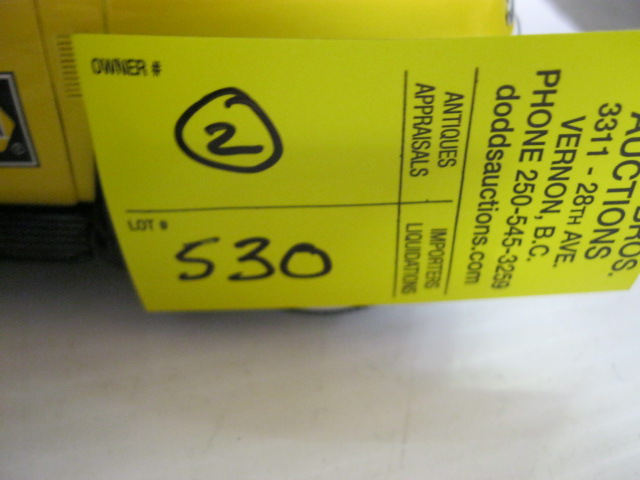 OWNER #
2
LOT #
530
ANTIQUES
APPRAISALS
IMPORTERS
LIQUIDATIONS
BROS.
AUCTIONS
3311 - 28TH AVE.
VERNON, B.C.
PHONE 250-545-3259
doddsauctions.com
®